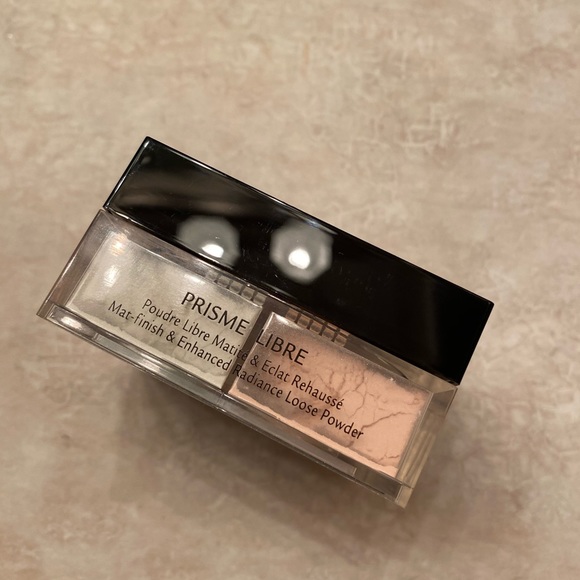 PRISME LIBRE
Poudre Libre Matité & Eclat Rehaussé
Mat-finish & Enhanced Radiance Loose Powder